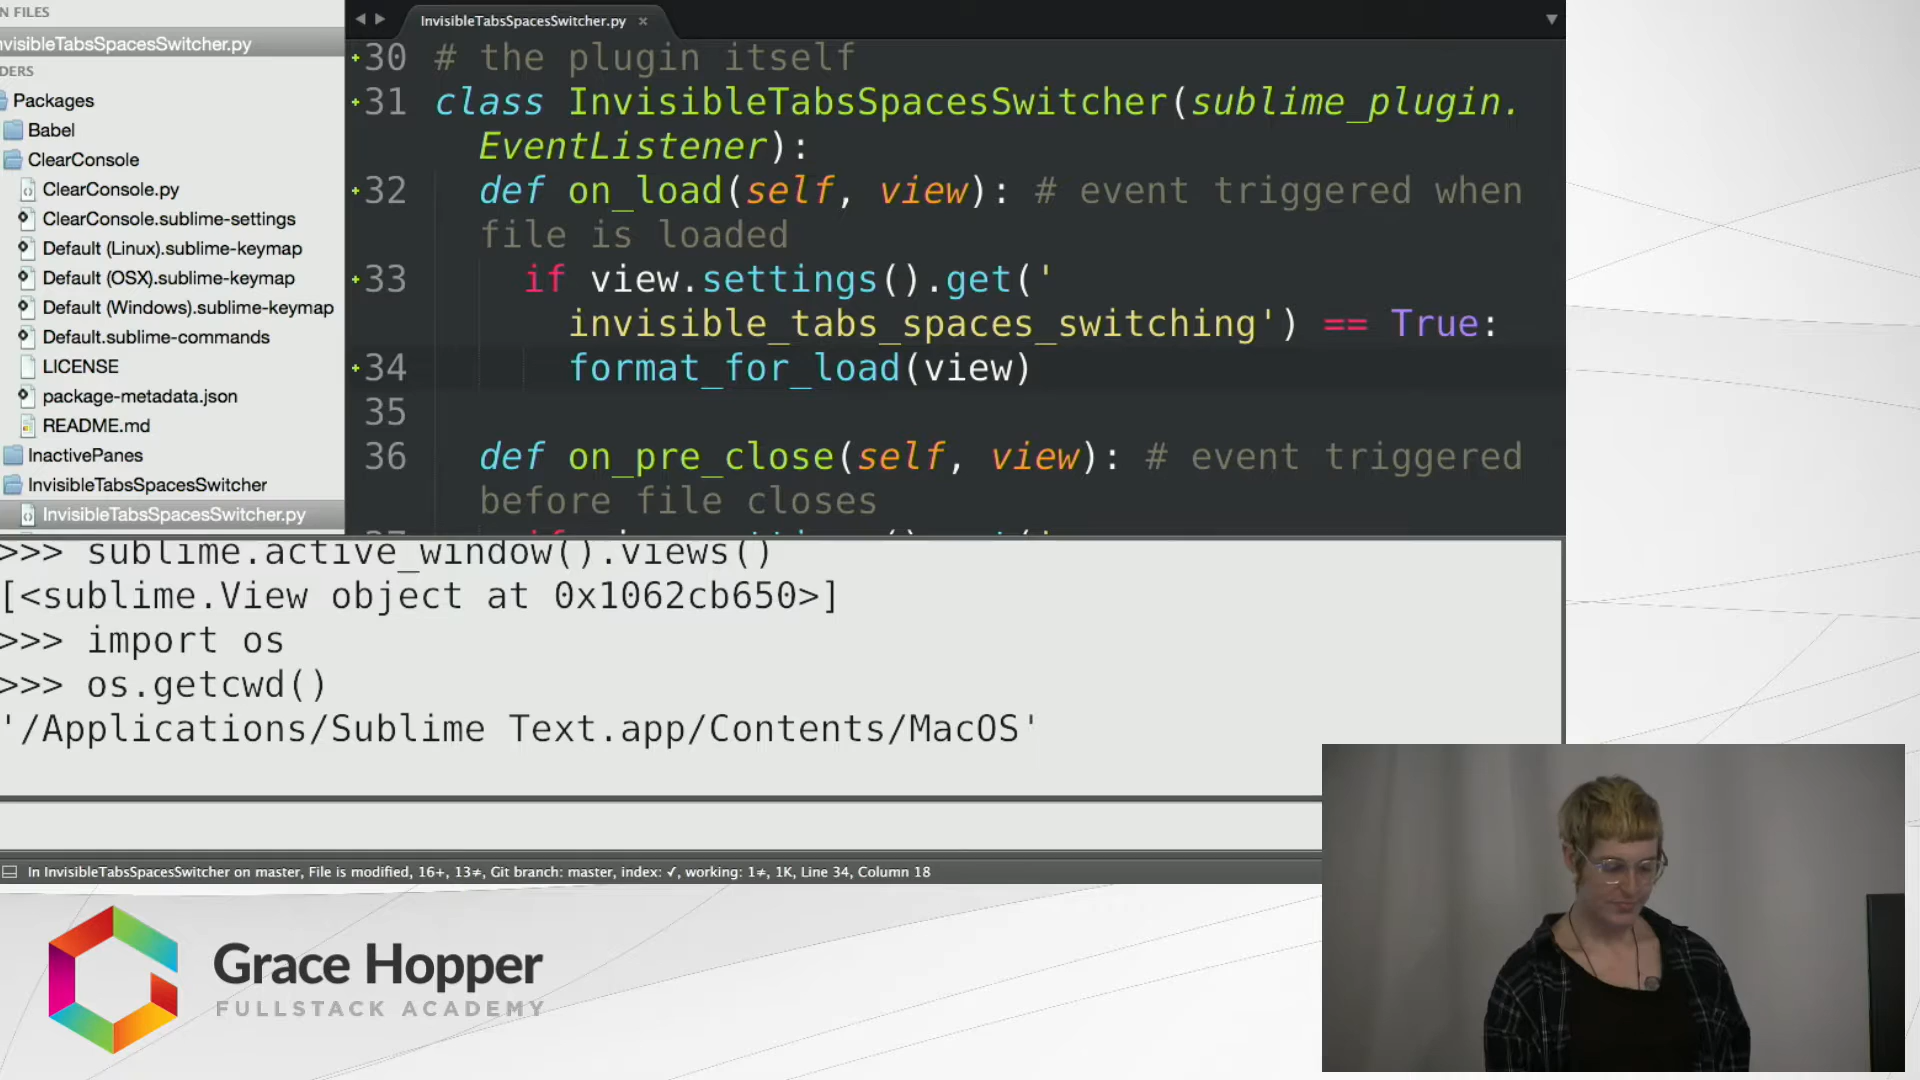 N FILES
nvisibleTabsSpacesSwitcher.py
DERS
Packages
Babel
ClearConsole
ClearConsole.py
ClearConsole.sublime-settings
Default (Linux).sublime-keymap
Default (OSX).sublime-keymap
Default (Windows).sublime-keymap
Default.sublime-commands
LICENSE
package-metadata.json
README.md
InactivePanes
InvisibleTabsSpacesSwitcher
InvisibleTabsSpacesSwitcher.py
InvisibleTabsSpacesSwitcher.py ×
30 # the plugin itself
31 class InvisibleTabsSpacesSwitcher(sublime_plugin.
EventListener):
32 def on_load(self, view): # event triggered when
file is loaded
33 if view.settings().get('
invisible_tabs_spaces_switching') == True:
34 format_for_load(view)
35
36 def on_pre_close(self, view): # event triggered
before file closes
>>> sublime.active_window().views()
[<sublime.View object at 0x1062cb650>]
>>> import os
>>> os.getcwd()
'/Applications/Sublime Text.app/Contents/MacOS'
In InvisibleTabsSpacesSwitcher on master, File is modified, 16+, 13≠, Git branch: master, index: ✓, working: 1≠, 1K, Line 34, Column 18
Grace Hopper
FULLSTACK ACADEMY